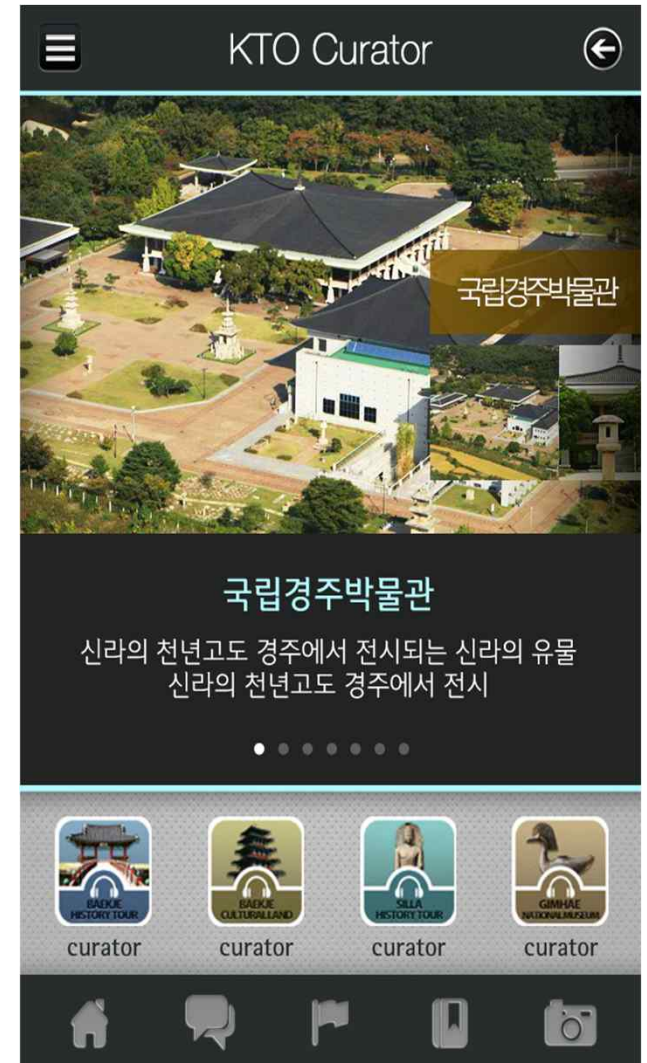 KTO Curator
국립경주박물관
국립경주박물관
신라의 천년고도 경주에서 전시되는 신라의 유물
신라의 천년고도 경주에서 전시
BAEKJE
HISTORY TOUR
BAEKJE
CULTURALLAND
SILLA
HISTORY TOUR
GIMHAE
NATIONALMUSEUM
curator
curator
curator
curator